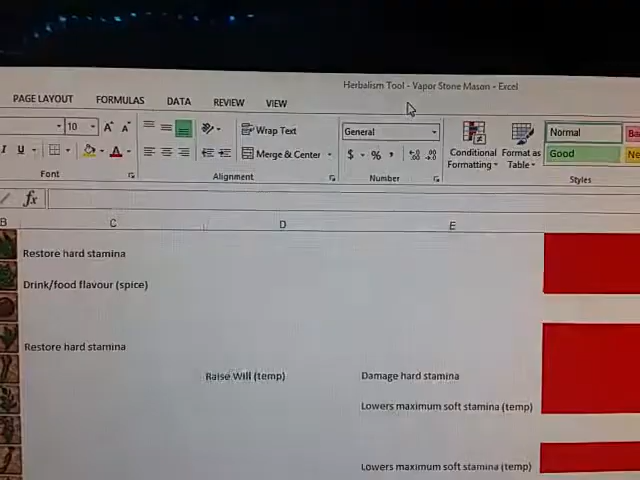 Herbalism Tool - Vapor Stone Mason - Excel
PAGE LAYOUT FORMULAS DATA REVIEW VIEW
10 A A Wrap Text General Normal
I U A Merge & Center $ % , Conditional Formatting Format as Table Good
Font Alignment Number Styles
fx
B C D E
Restore hard stamina
Drink/food flavour (spice)
Restore hard stamina
Raise Will (temp) Damage hard stamina
Lowers maximum soft stamina (temp)
Lowers maximum soft stamina (temp)